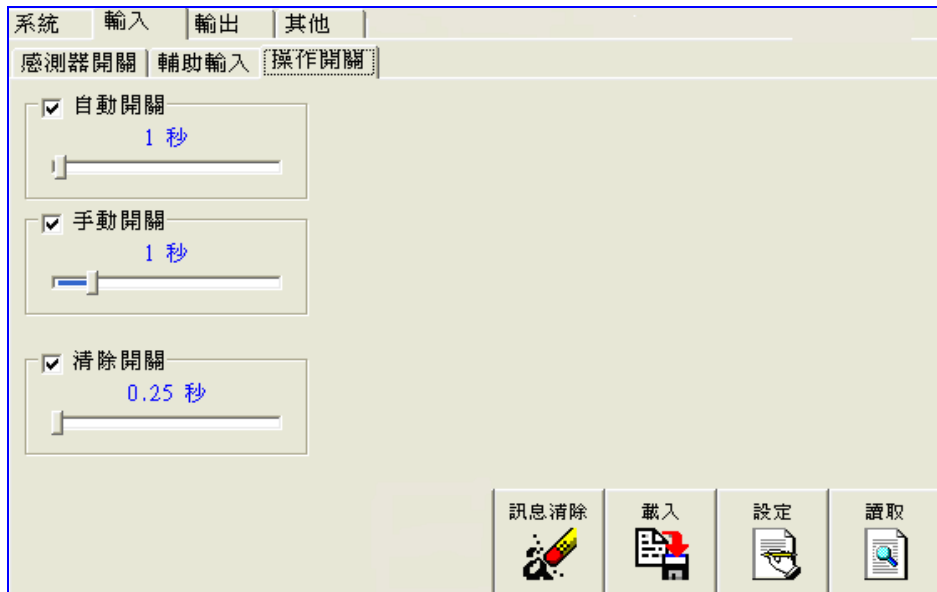 系統 輸入 輸出 其他
感測器開關 輔助輸入 操作開關
自動開關
1 秒
手動開關
1 秒
清除開關
0.25 秒
訊息清除 載入 設定 讀取